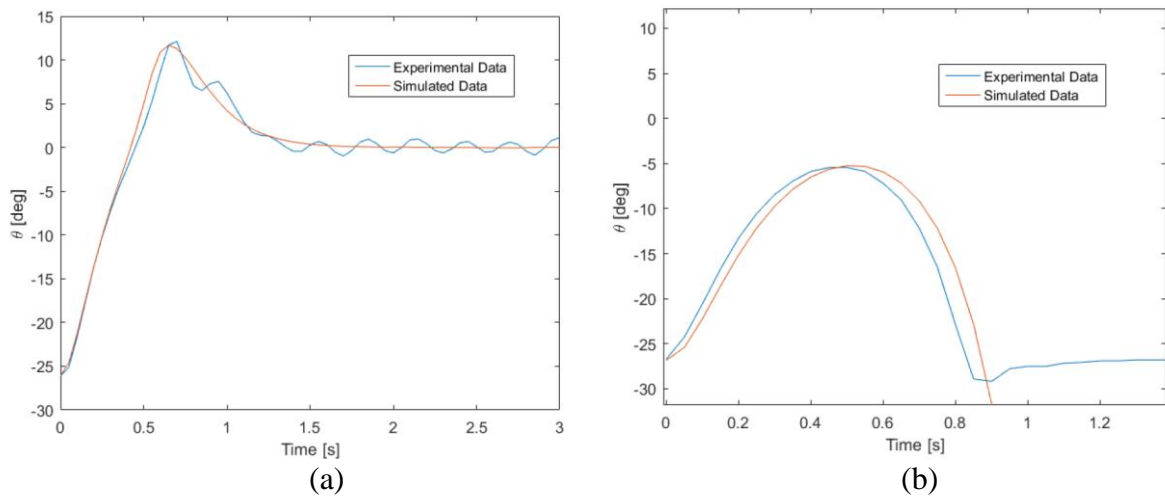 15
10
5
0
-5
-10
-15
-20
-25
-30
θ [deg]
Experimental Data
Simulated Data
0 0.5 1 1.5 2 2.5 3
Time [s]
(a)
10
5
0
-5
-10
-15
-20
-25
-30
θ [deg]
Experimental Data
Simulated Data
0 0.2 0.4 0.6 0.8 1 1.2
Time [s]
(b)